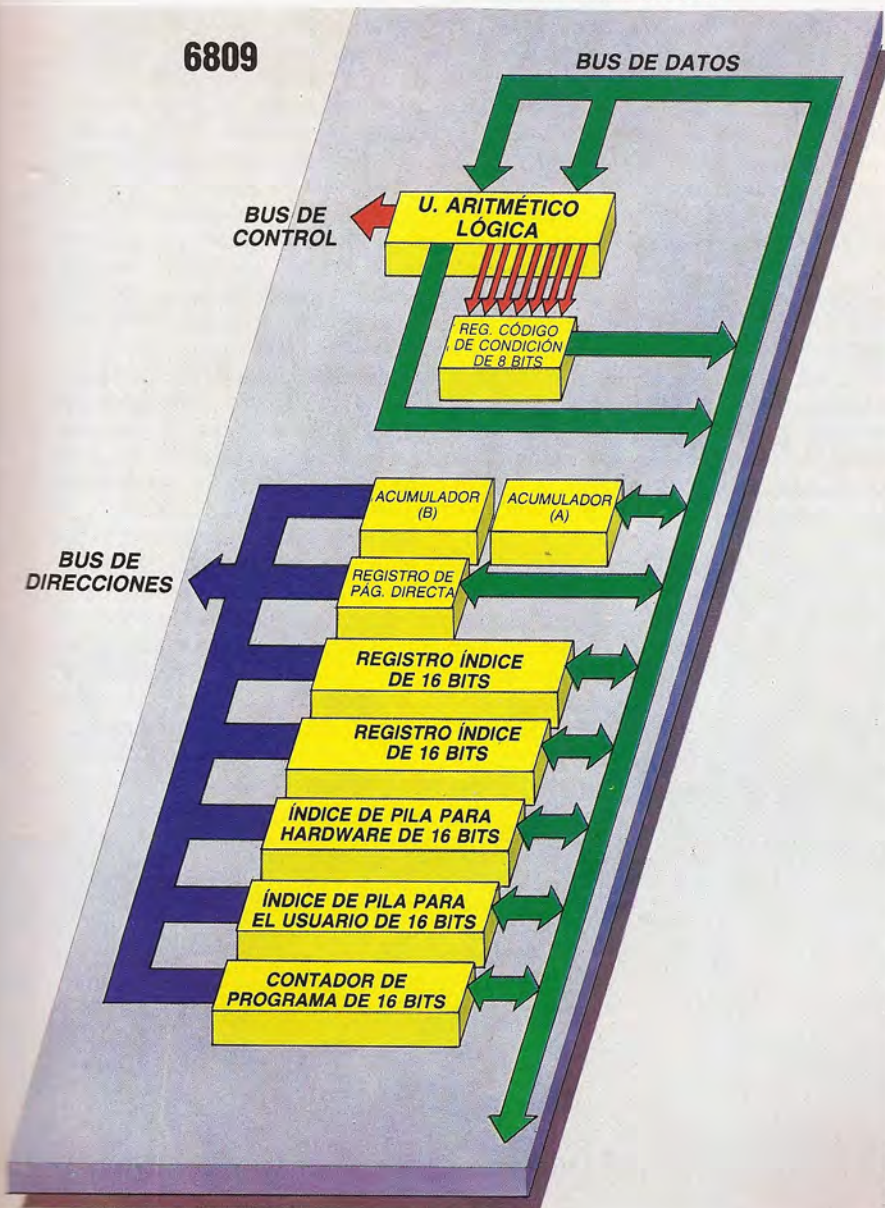 6809
BUS DE DATOS
U. ARITMÉTICO
LÓGICA
BUS DE
CONTROL
REG. CÓDIGO
DE CONDICIÓN
DE 8 BITS
ACUMULADOR
(B)
ACUMULADOR
(A)
BUS DE
DIRECCIONES
REGISTRO DE
PÁG. DIRECTA
REGISTRO ÍNDICE
DE 16 BITS
REGISTRO ÍNDICE
DE 16 BITS
ÍNDICE DE PILA PARA
HARDWARE DE 16 BITS
ÍNDICE DE PILA PARA
EL USUARIO DE 16 BITS
CONTADOR DE
PROGRAMA DE 16 BITS